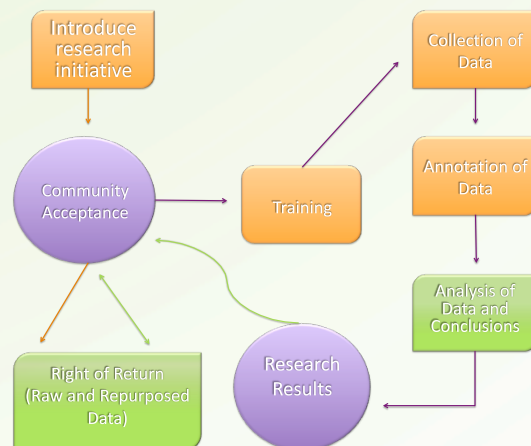 Introduce
research
initiative
Collection of
Data
Community
Acceptance
Training
Annotation of
Data
Analysis of
Data and
Conclusions
Research
Results
Right of Return
(Raw and Repurposed
Data)